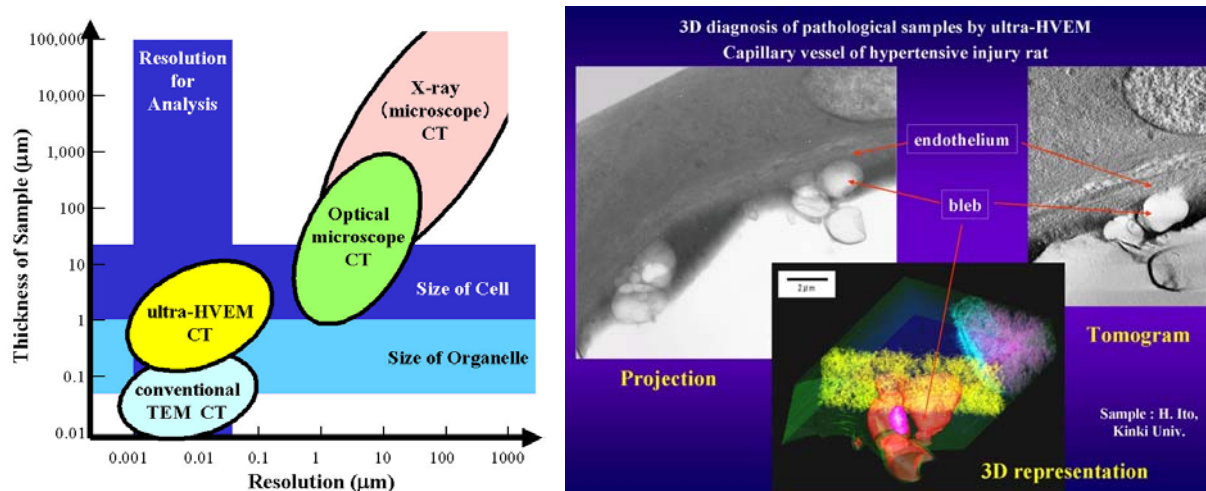 Thickness of Sample (μm)
100,000
10,000
1,000
100
10
1
0.1
0.01
Resolution
for
Analysis
X-ray
(microscope)
CT
Optical
microscope
CT
Size of Cell
ultra-HVEM
CT
Size of Organelle
conventional
TEM CT
0.001 0.01 0.1 1 10 100 1000
Resolution (μm)
3D diagnosis of pathological samples by ultra-HVEM
Capillary vessel of hypertensive injury rat
endothelium
bleb
2μm
Projection
Tomogram
Sample : H. Ito,
Kinki Univ.
3D representation